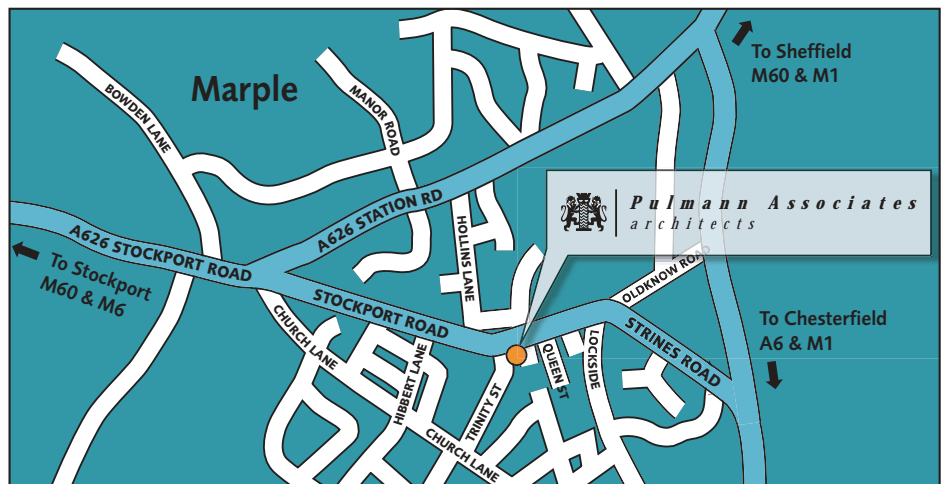 Marple
To Sheffield
M60 & M1
BOWDEN LANE
MANOR ROAD
Pulmann Associates
architects
A626 STATION RD
A626 STOCKPORT ROAD
HOLLINS LANE
To Stockport
M60 & M6
OLDKNOW ROAD
STOCKPORT ROAD
To Chesterfield
A6 & M1
CHURCH LANE
STRINES ROAD
LOCKSIDE
QUEEN ST
HIBBERT LANE
TRINITY ST
CHURCH LANE